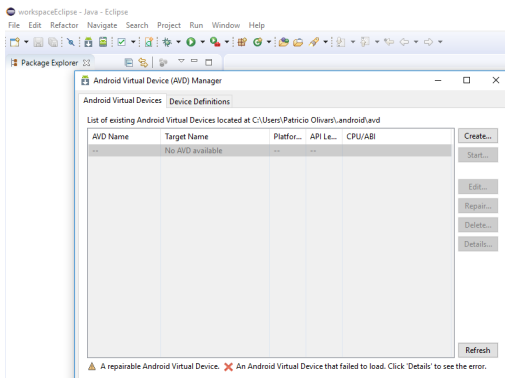 workspaceEclipse - Java - Eclipse
File Edit Refactor Navigate Search Project Run Window Help
Package Explorer
Android Virtual Device (AVD) Manager
Android Virtual Devices Device Definitions
List of existing Android Virtual Devices located at C:\Users\Patricio Olivars\.android\avd
AVD Name Target Name Platfor... API Le... CPU/ABI
-- No AVD available -- --
Create...
Start...
Edit...
Repair...
Delete...
Details...
Refresh
A repairable Android Virtual Device. An Android Virtual Device that failed to load. Click 'Details' to see the error.